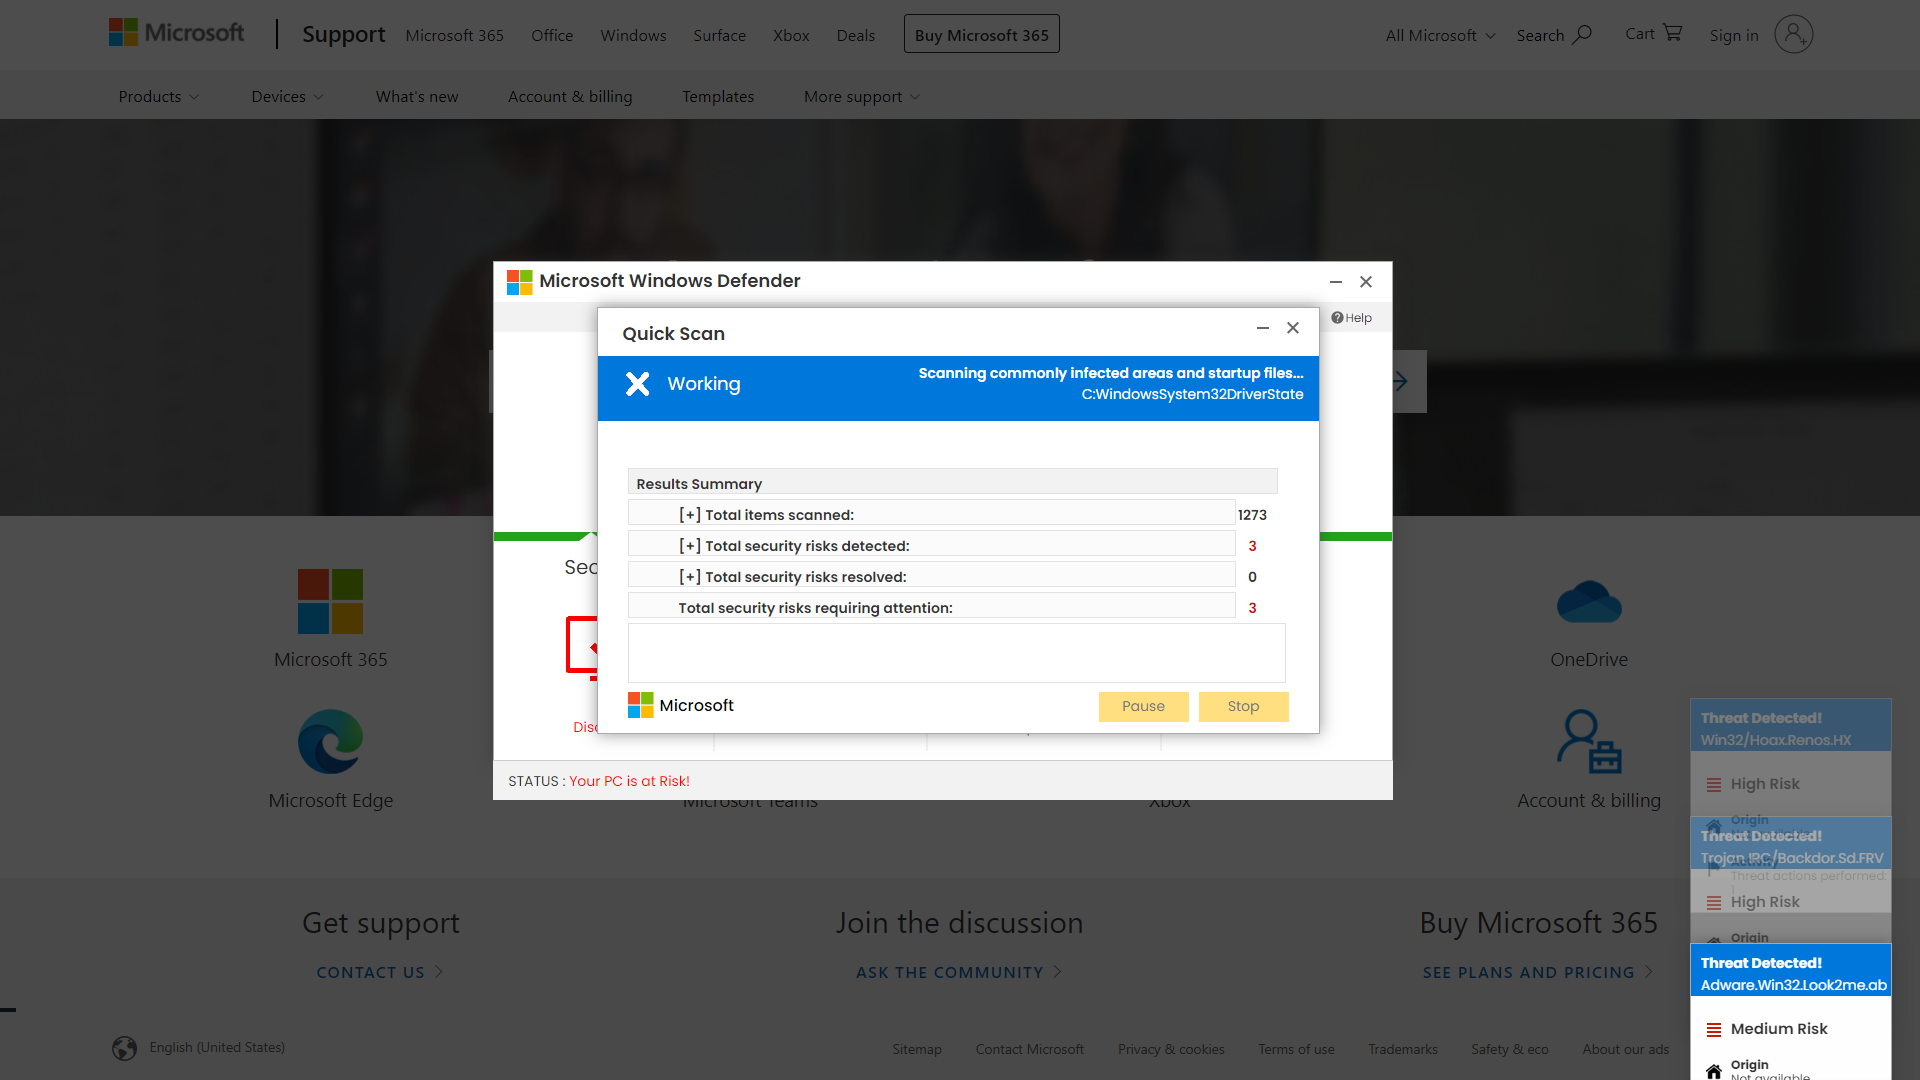 Microsoft
Support
Microsoft 365
Office
Windows
Surface
Xbox
Deals
Buy Microsoft 365
All Microsoft
Search
Cart
Sign in
Products
Devices
What's new
Account & billing
Templates
More support
Microsoft Windows Defender
Help
Quick Scan
Working
Scanning commonly infected areas and startup files...
C:WindowsSystem32DriverState
Results Summary
[+] Total items scanned: 1273
[+] Total security risks detected: 3
[+] Total security risks resolved: 0
Total security risks requiring attention: 3
Microsoft
Pause
Stop
Sec
Disc
STATUS : Your PC is at Risk!
Microsoft 365
OneDrive
Microsoft Edge
Microsoft Teams
Xbox
Account & billing
Threat Detected!
Win32/Hoax.Renos.HX
High Risk
Origin
Threat Detected!
Trojan IRC/Backdor.Sd.FRV
Threat actions performed:
1
High Risk
Origin
Threat Detected!
Adware.Win32.Look2me.ab
Medium Risk
Origin
Not available
Get support
CONTACT US
Join the discussion
ASK THE COMMUNITY
Buy Microsoft 365
SEE PLANS AND PRICING
English (United States)
Sitemap
Contact Microsoft
Privacy & cookies
Terms of use
Trademarks
Safety & eco
About our ads